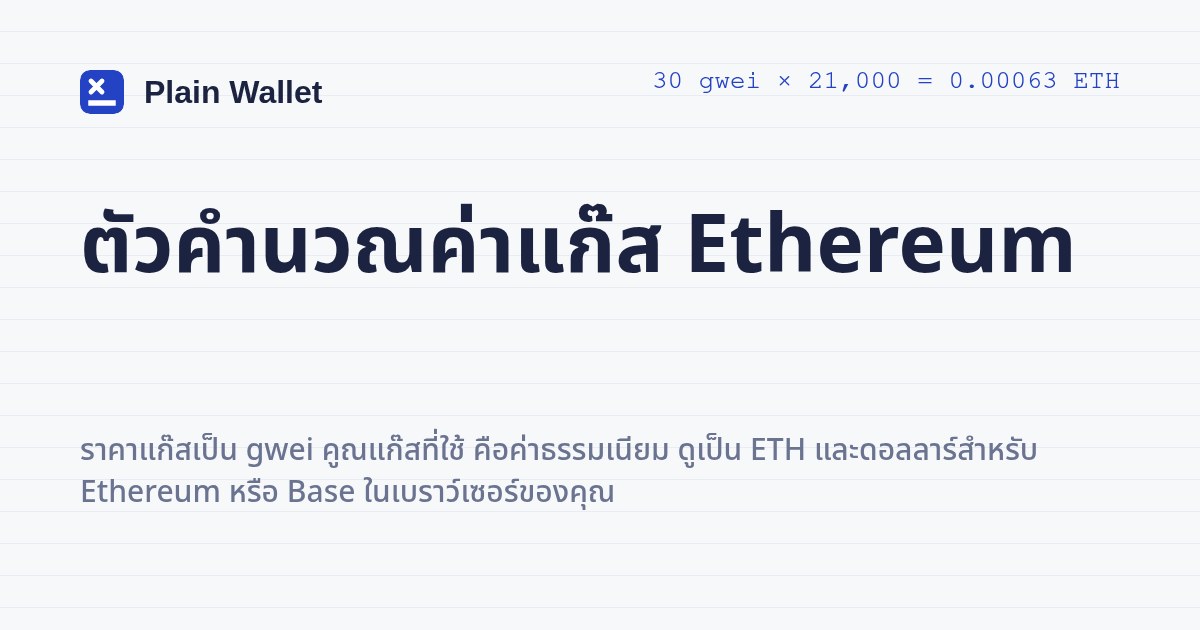 Plain Wallet
30 gwei × 21,000 = 0.00063 ETH
ตัวคำนวณค่าแก๊ส Ethereum
ราคาแก๊สเป็น gwei คูณแก๊สที่ใช้ คือค่าธรรมเนียม ดูเป็น ETH และดอลลาร์สำหรับ
Ethereum หรือ Base ในเบราว์เซอร์ของคุณ